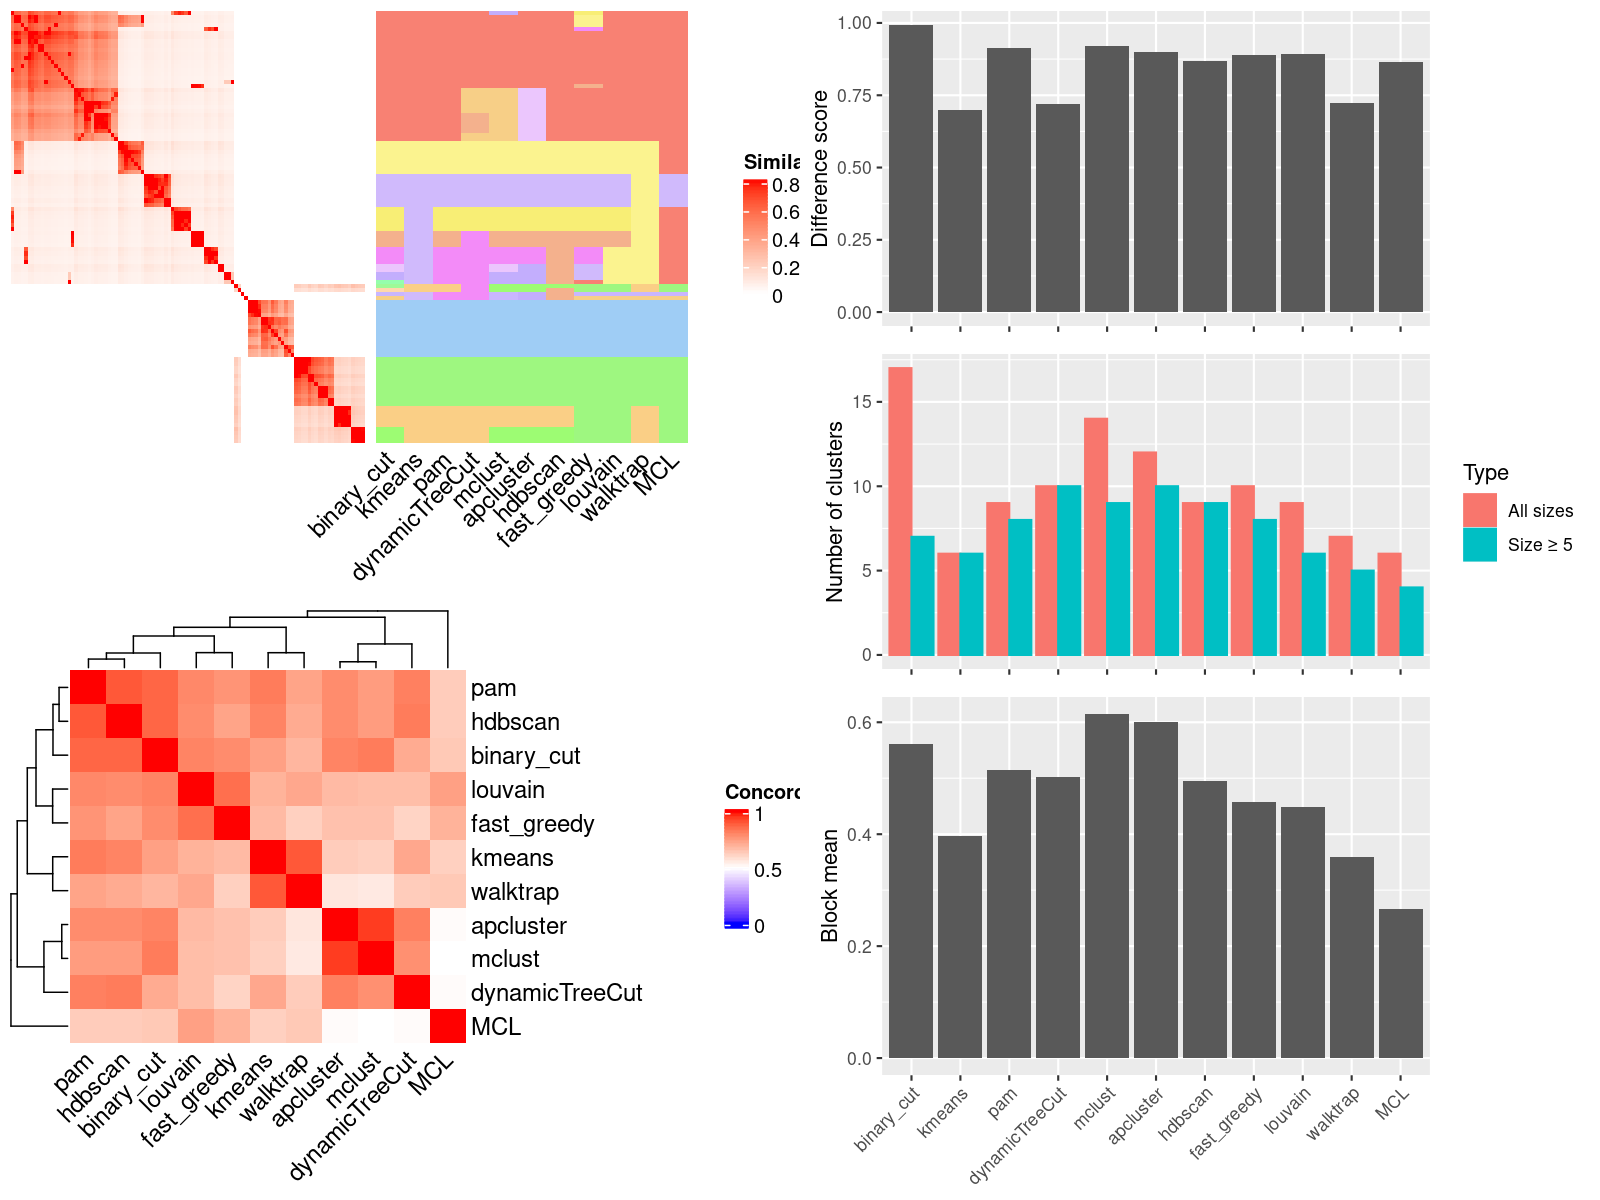 Simila
0.8
0.6
0.4
0.2
0
binary_cut
kmeans
pam
dynamicTreeCut
mclust
apcluster
hdbscan
fast_greedy
louvain
walktrap
MCL
Difference score
1.00
0.75
0.50
0.25
0.00
Number of clusters
15
10
5
0
Type
All sizes
Size ≥ 5
pam
hdbscan
binary_cut
louvain
fast_greedy
kmeans
walktrap
apcluster
mclust
dynamicTreeCut
MCL
pam
hdbscan
binary_cut
louvain
fast_greedy
kmeans
walktrap
apcluster
mclust
dynamicTreeCut
MCL
Concord
1
0.5
0
Block mean
0.6
0.4
0.2
0.0
binary_cut
kmeans
pam
dynamicTreeCut
mclust
apcluster
hdbscan
fast_greedy
louvain
walktrap
MCL